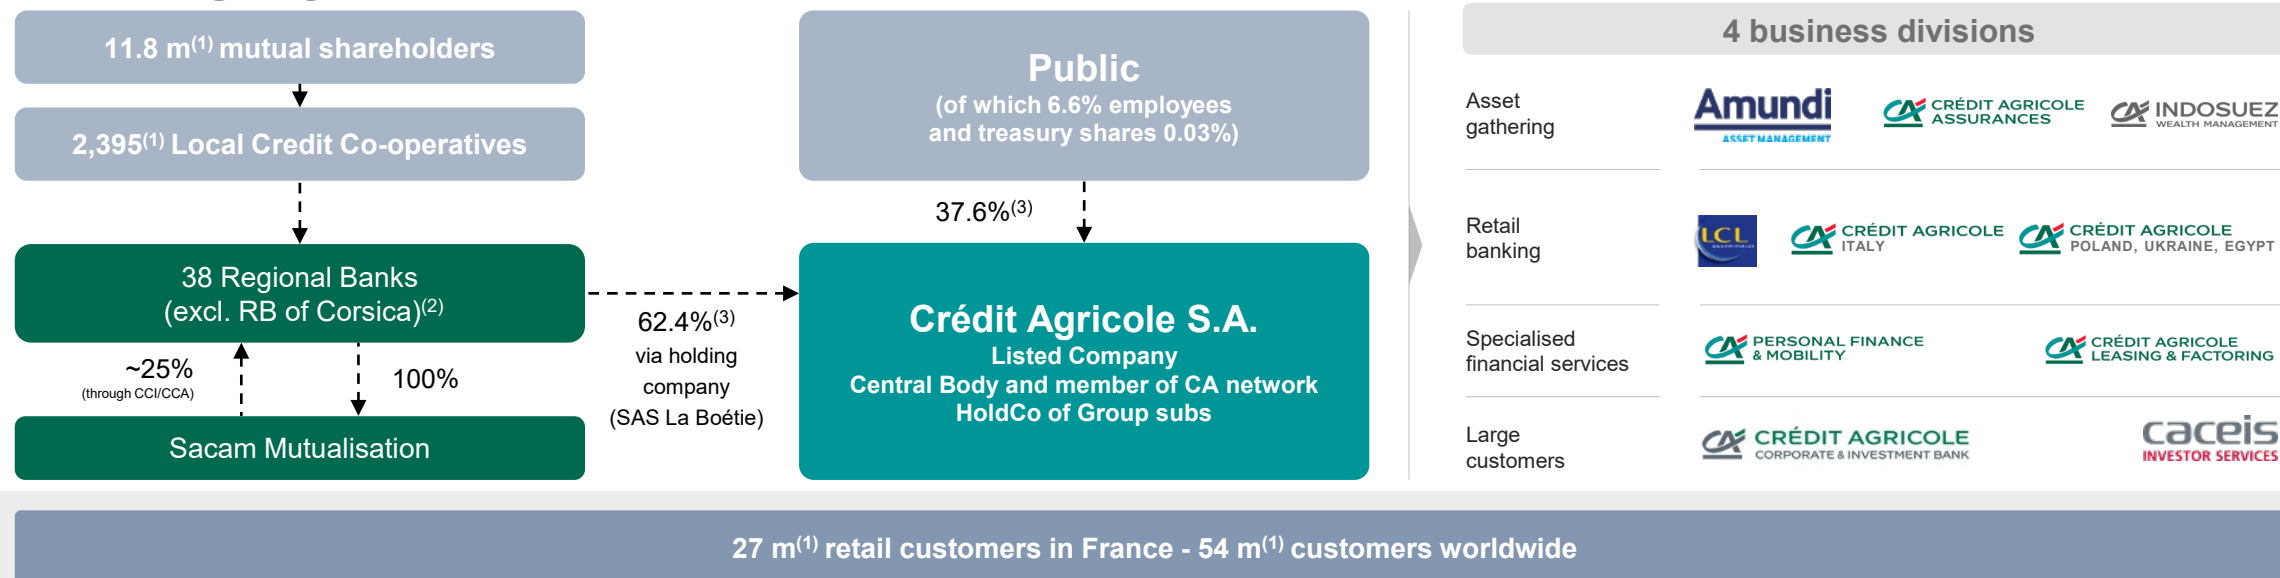 11.8 m(1) mutual shareholders
2,395(1) Local Credit Co-operatives
38 Regional Banks
(excl. RB of Corsica)(2)
~25%
(through CCI/CCA)
100%
Sacam Mutualisation
62.4%(3)
via holding
company
(SAS La Boétie)
Public
(of which 6.6% employees
and treasury shares 0.03%)
37.6%(3)
Crédit Agricole S.A.
Listed Company
Central Body and member of CA network
HoldCo of Group subs
4 business divisions
Asset
gathering
Amundi
ASSET MANAGEMENT
CRÉDIT AGRICOLE
ASSURANCES
INDOSUEZ
WEALTH MANAGEMENT
Retail
banking
LCL
CRÉDIT AGRICOLE
ITALY
CRÉDIT AGRICOLE
POLAND, UKRAINE, EGYPT
Specialised
financial services
PERSONAL FINANCE
& MOBILITY
CRÉDIT AGRICOLE
LEASING & FACTORING
Large
customers
CRÉDIT AGRICOLE
CORPORATE & INVESTMENT BANK
caceis
INVESTOR SERVICES
27 m(1) retail customers in France - 54 m(1) customers worldwide